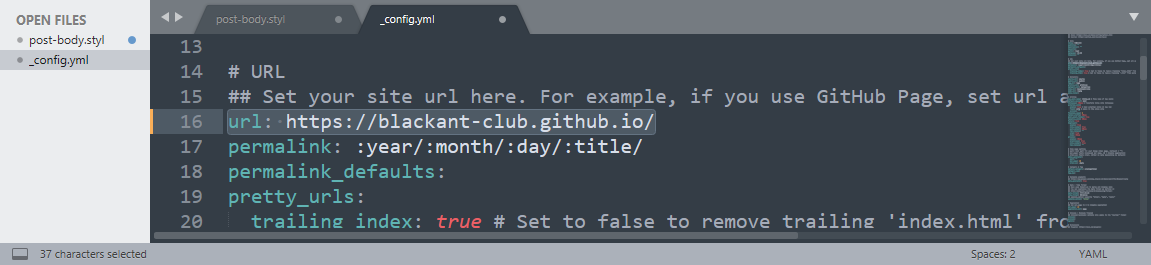 OPEN FILES
post-body.styl
_config.yml
post-body.styl
_config.yml
13
14 # URL
15 ## Set your site url here. For example, if you use GitHub Page, set url a
16 url: https://blackant-club.github.io/
17 permalink: :year/:month/:day/:title/
18 permalink_defaults:
19 pretty_urls:
20 trailing_index: true # Set to false to remove trailing 'index.html' fro
37 characters selected
Spaces: 2
YAML